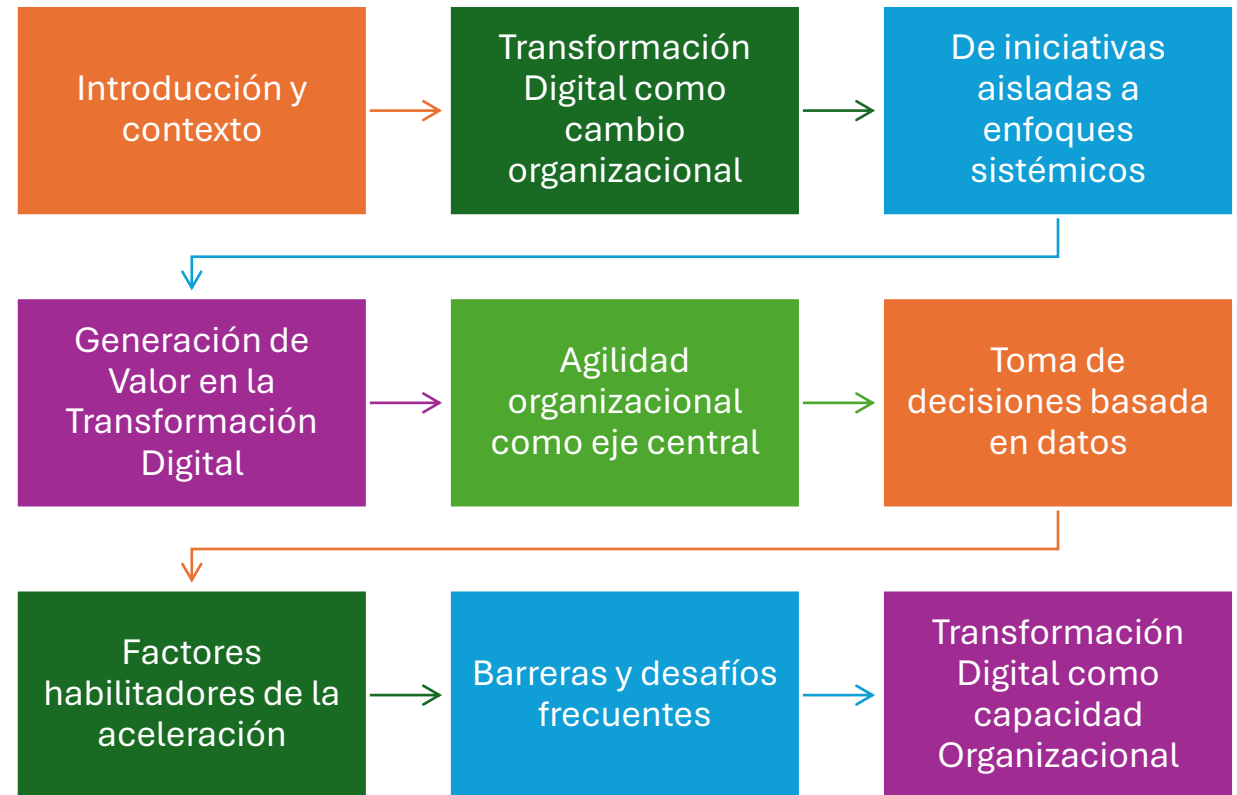 Introducción y
contexto
Transformación
Digital como
cambio
organizacional
De iniciativas
aisladas a
enfoques
sistémicos
Generación de
Valor en la
Transformación
Digital
Agilidad
organizacional
como eje central
Toma de
decisiones basada
en datos
Factores
habilitadores de la
aceleración
Barreras y desafíos
frecuentes
Transformación
Digital como
capacidad
Organizacional